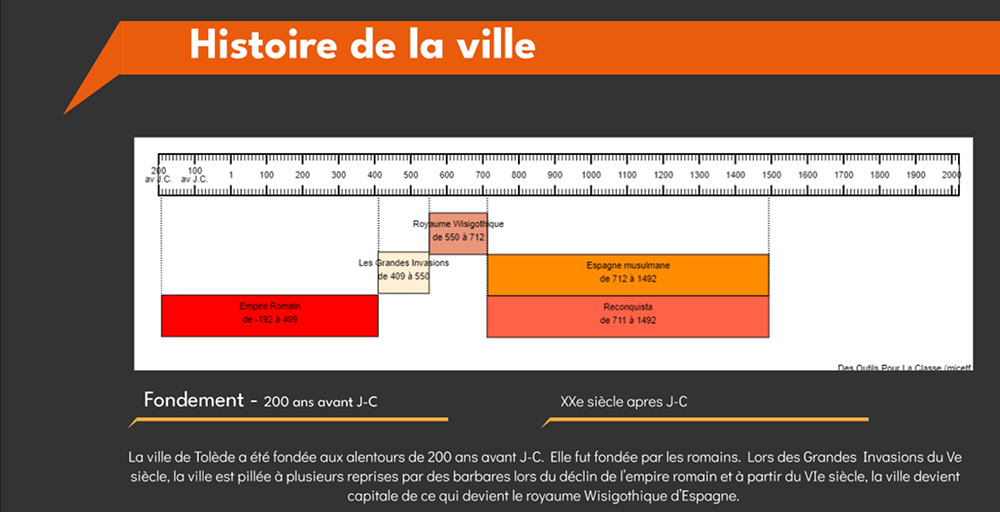 Histoire de la ville
200 100 1 100 200 300 400 500 600 700 800 900 1000 1100 1200 1300 1400 1500 1600 1700 1800 1900 2000
av J.C. av J.C.
Royaume Wisigothique
de 550 à 712
Les Grandes Invasions
de 409 à 550
Espagne musulmane
de 712 à 1492
Empire Romain
de -192 à 409
Reconquista
de 711 à 1492
Des Outils Pour La Classe (micetf
Fondement - 200 ans avant J-C
XXe siècle apres J-C
La ville de Tolède a été fondée aux alentours de 200 ans avant J-C. Elle fut fondée par les romains. Lors des Grandes Invasions du Ve
siècle, la ville est pillée à plusieurs reprises par des barbares lors du déclin de l'empire romain et à partir du VIe siècle, la ville devient
capitale de ce qui devient le royaume Wisigothique d'Espagne.